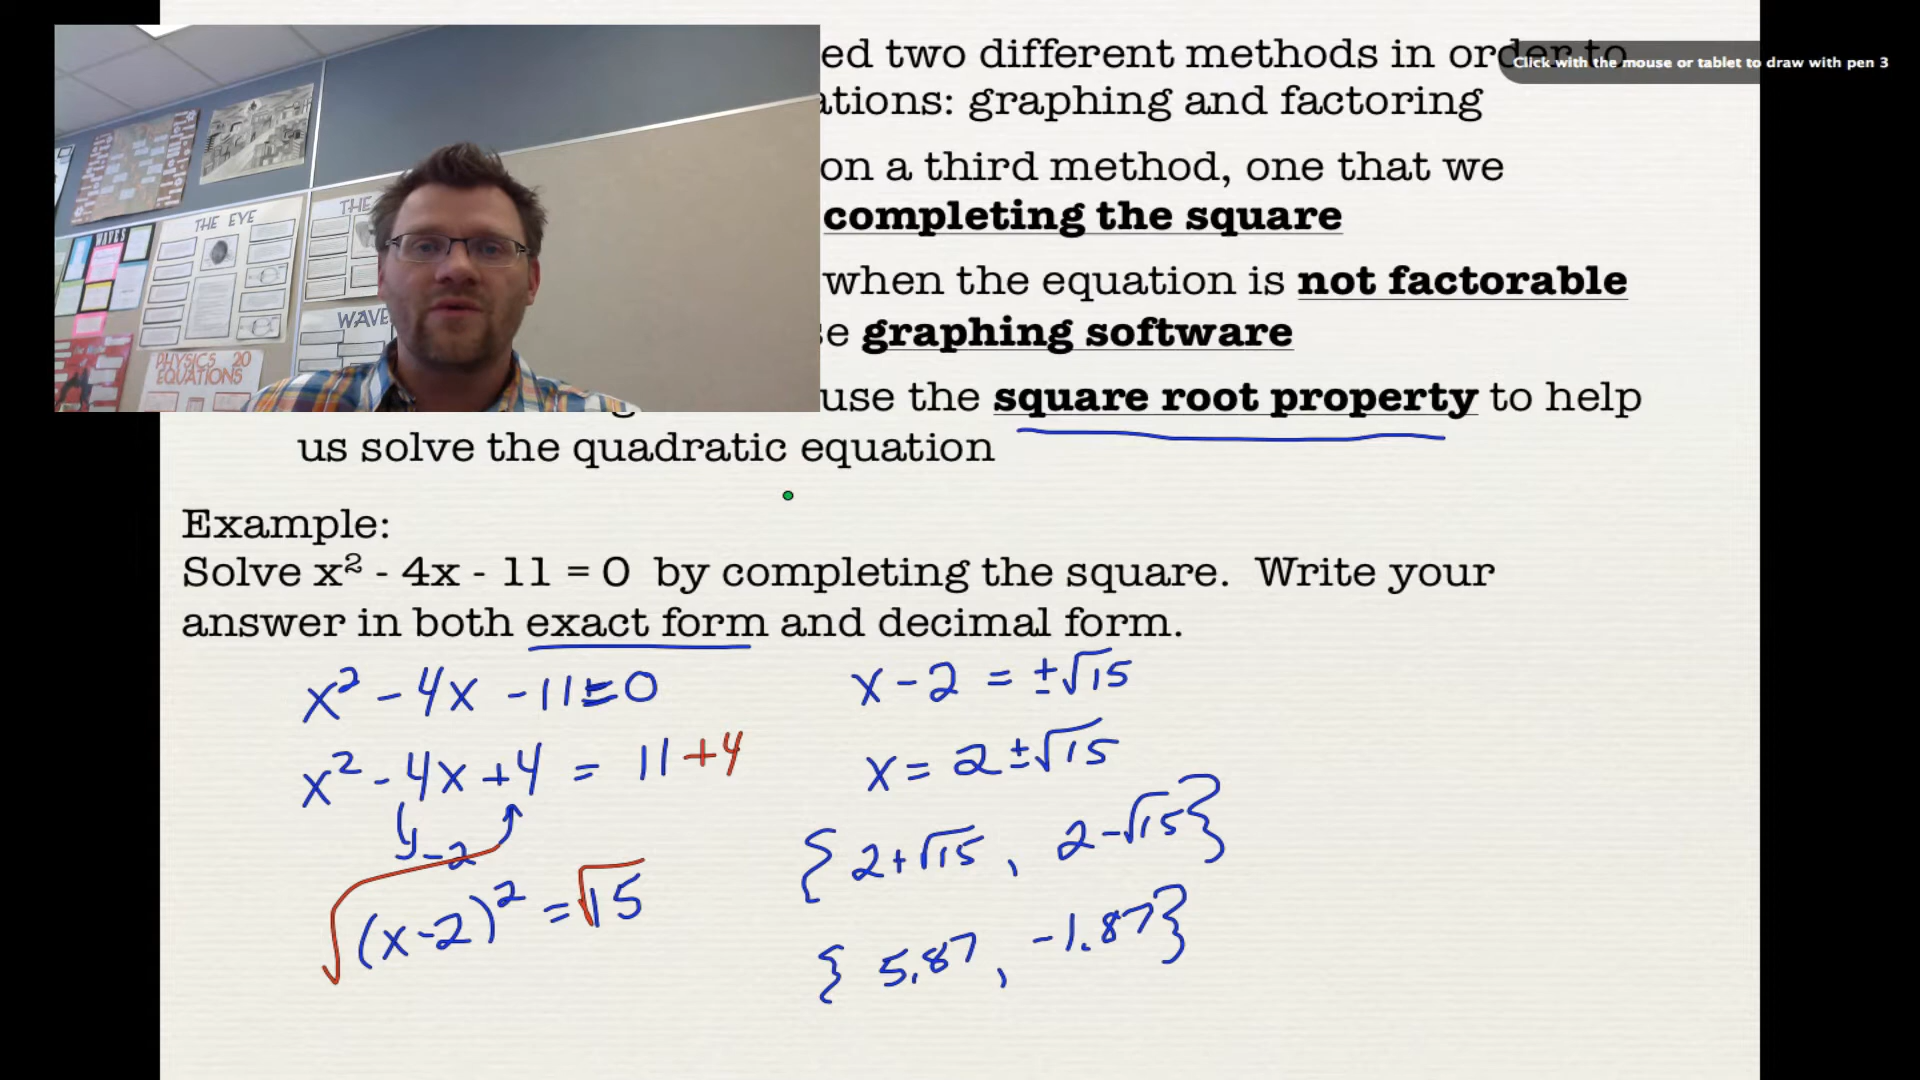 ed two different methods in order to
Click with the mouse or tablet to draw with pen 3
ations: graphing and factoring
on a third method, one that we
completing the square
when the equation is not factorable
se graphing software
use the square root property to help
us solve the quadratic equation
THE EYE
THE
WAVES
WAVE
PHYSICS 20
EQUATIONS
Example:
Solve x² - 4x - 11 = 0 by completing the square. Write your
answer in both exact form and decimal form.
x² - 4x - 11 = 0
x² - 4x + 4 = 11 + 4
-2
√(x-2)² = √15
x - 2 = ±√15
x = 2 ±√15
{ 2+√15 , 2-√15 }
{ 5.87 , -1.87 }